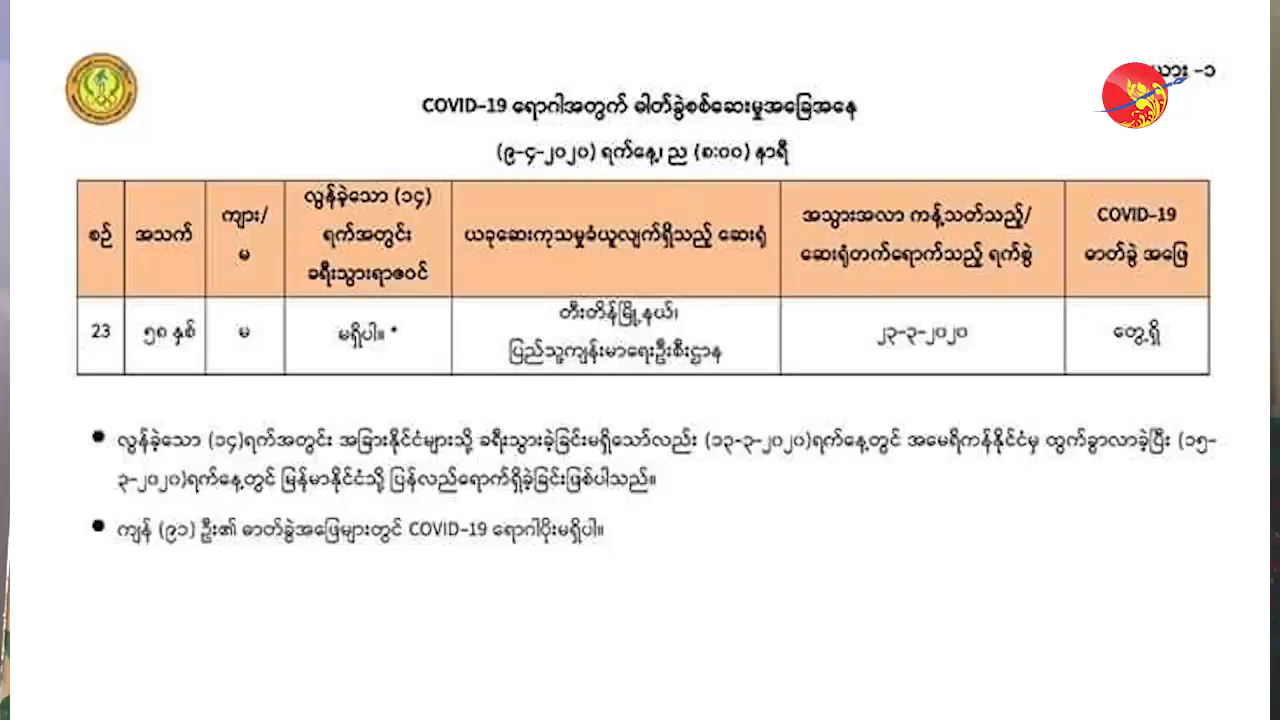 ယား –၁
COVID–19 ရောဂါအတွက် ဓါတ်ခွဲစစ်ဆေးမှုအခြေအနေ
(၉–၄–၂၀၂၀) ရက်နေ့၊ ည (၈:၀၀) နာရီ
စဉ် အသက် ကျား/မ လွန်ခဲ့သော (၁၄) ရက်အတွင်း ခရီးသွားရာဇဝင် ယခုဆေးကုသမှုခံယူလျက်ရှိသည့် ဆေးရုံ အသွားအလာ ကန့်သတ်သည့်/ ဆေးရုံတက်ရောက်သည့် ရက်စွဲ COVID–19 ဓာတ်ခွဲ အဖြေ
23 ၅၈ နှစ် မ မရှိပါ။ * တီးတိန်မြို့နယ်၊ ပြည်သူ့ကျန်းမာရေးဦးစီးဌာန ၂၃–၃–၂၀၂၀ တွေ့ရှိ
● လွန်ခဲ့သော (၁၄)ရက်အတွင်း အခြားနိုင်ငံများသို့ ခရီးသွားခဲ့ခြင်းမရှိသော်လည်း (၁၃-၃-၂၀၂၀)ရက်နေ့တွင် အမေရိကန်နိုင်ငံမှ ထွက်ခွာလာခဲ့ပြီး (၁၅–
၃–၂၀၂၀)ရက်နေ့တွင် မြန်မာနိုင်ငံသို့ ပြန်လည်ရောက်ရှိခဲ့ခြင်းဖြစ်ပါသည်။
● ကျန် (၉၁) ဦး၏ ဓာတ်ခွဲအဖြေများတွင် COVID–19 ရောဂါပိုးမရှိပါ။